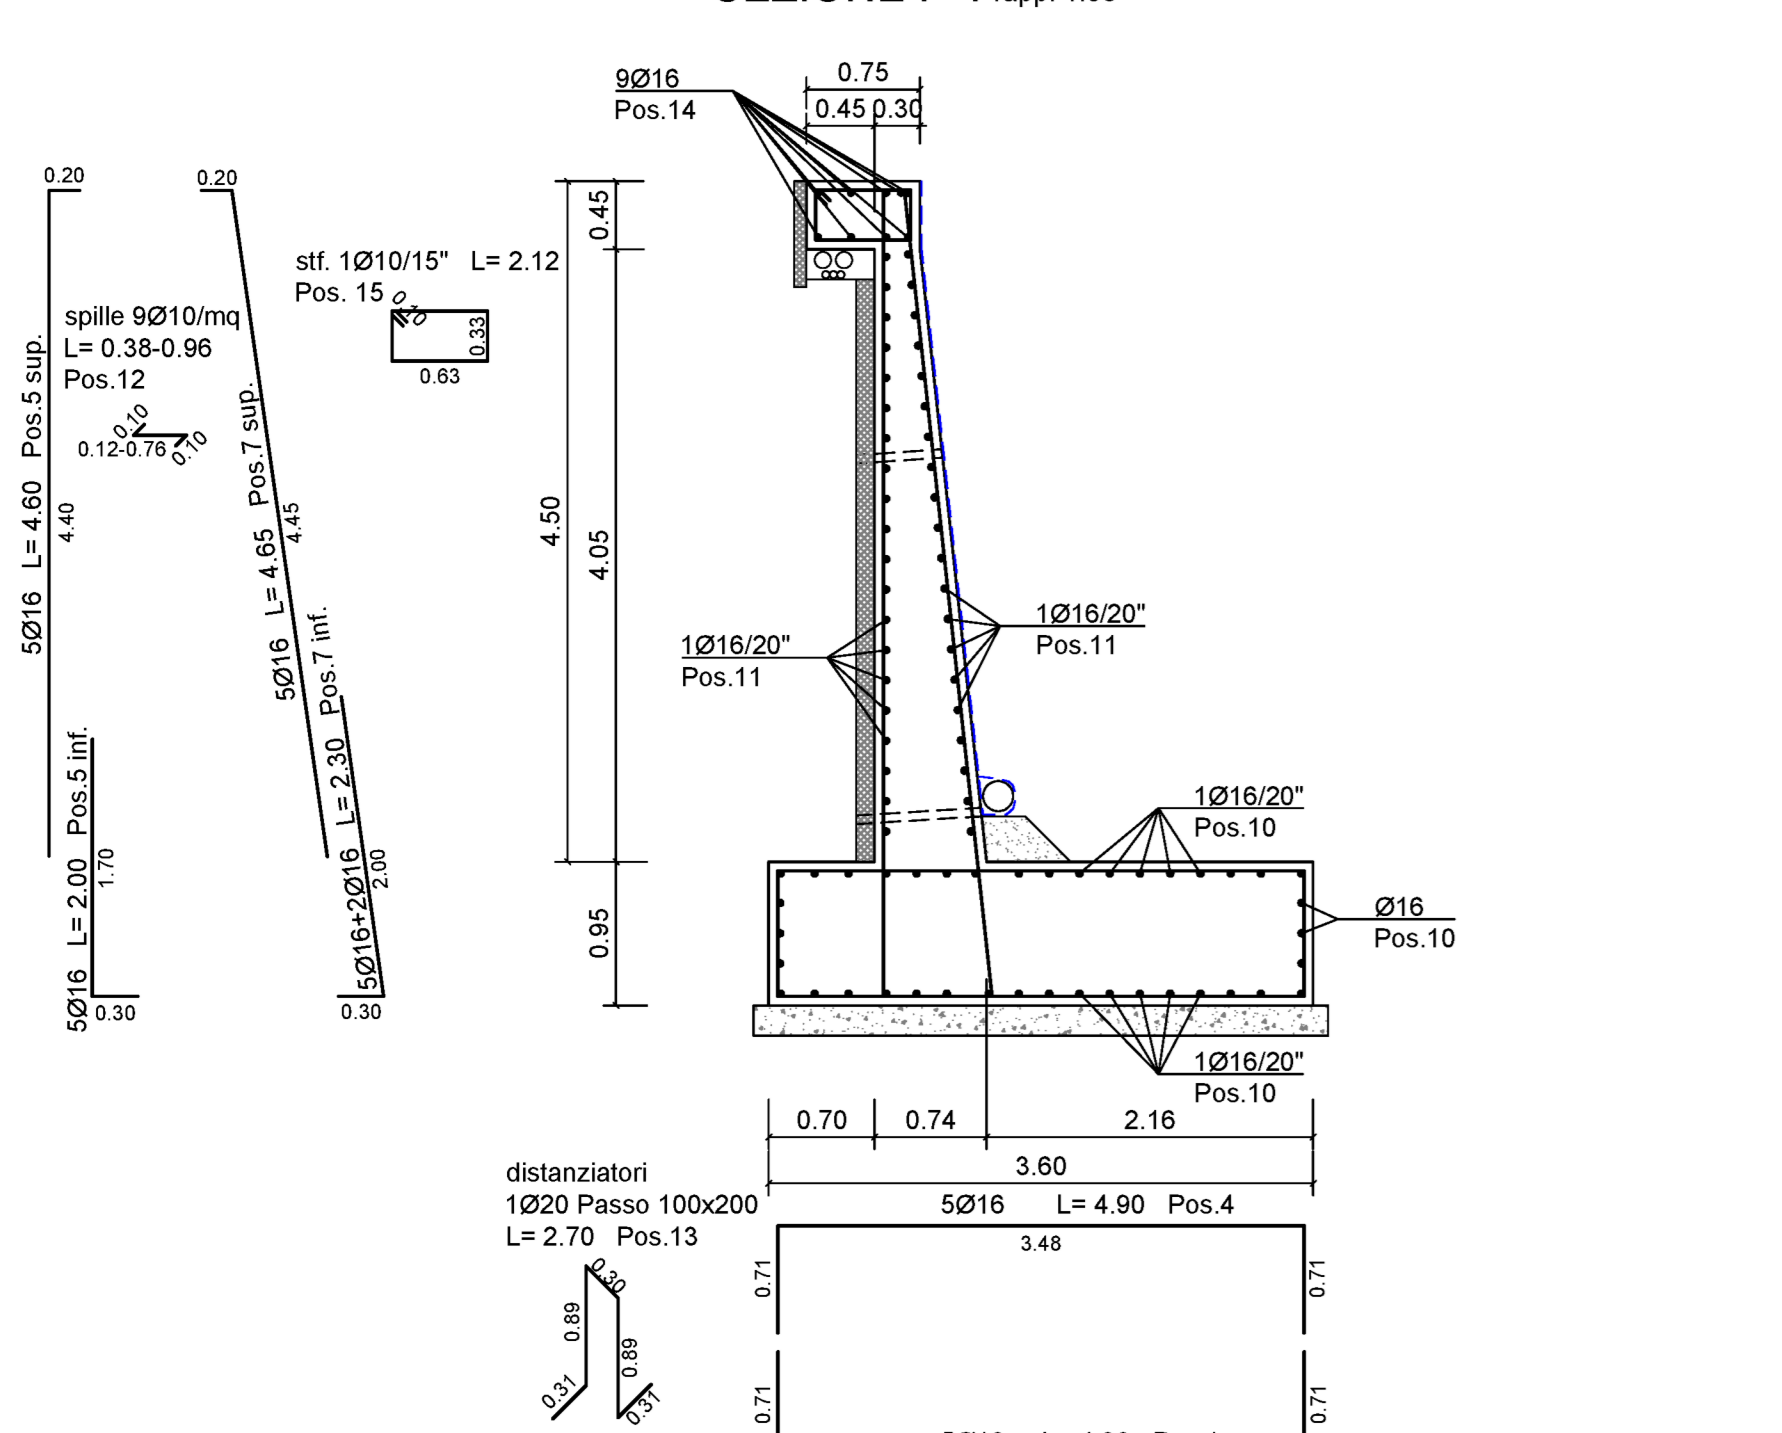 0.75
0.45 0.30
9Ø16
Pos.14
0.20
0.20
0.45
stf. 1Ø10/15" L= 2.12
Pos. 15
0.10
0.33
0.63
spille 9Ø10/mq
L= 0.38-0.96
Pos.12
0.10
0.12-0.76
0.10
5Ø16 L= 4.60 Pos.5 sup.
4.40
5Ø16 L= 4.65 Pos.7 sup.
4.45
4.50
4.05
1Ø16/20"
Pos.11
1Ø16/20"
Pos.11
5Ø16 L= 2.00 Pos.5 inf.
1.70
0.30
5Ø16+2Ø16 L= 2.30 Pos.7 inf.
2.00
0.30
0.95
1Ø16/20"
Pos.10
Ø16
Pos.10
1Ø16/20"
Pos.10
0.70
0.74
2.16
3.60
distanziatori
1Ø20 Passo 100x200
L= 2.70 Pos.13
0.30
0.89
0.89
0.31
0.31
5Ø16 L= 4.90 Pos.4
3.48
0.71
0.71
0.71
0.71